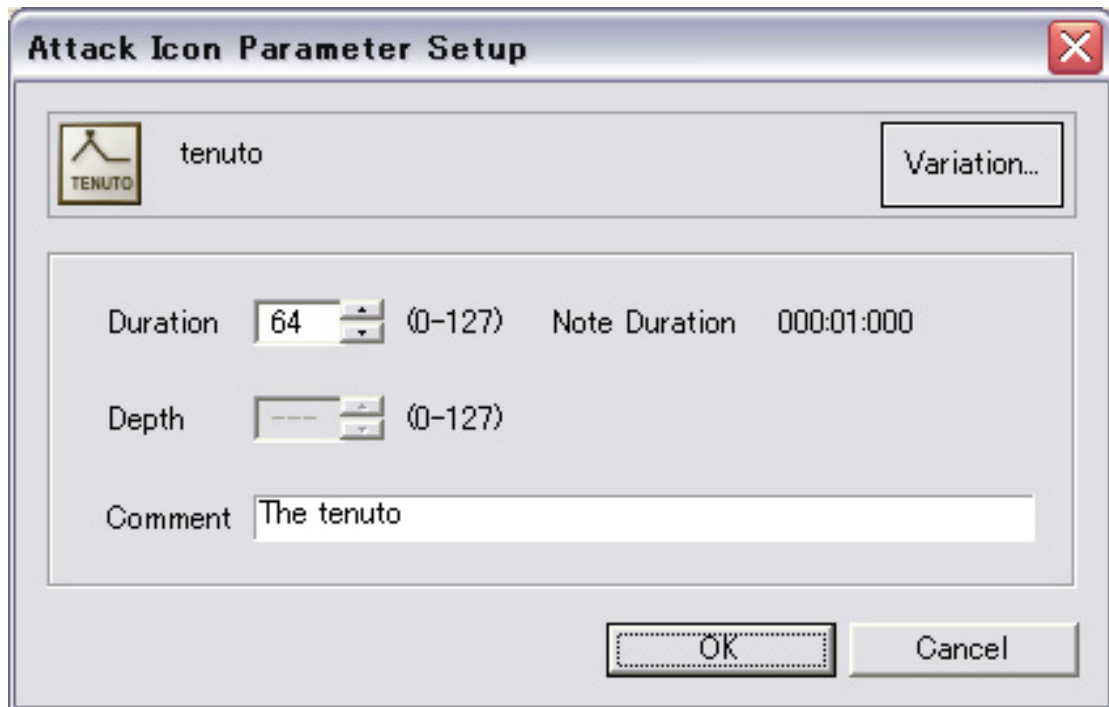 Attack Icon Parameter Setup
TENUTO
tenuto
Variation...
Duration 64 (0-127) Note Duration 000:01:000
Depth --- (0-127)
Comment The tenuto
OK Cancel